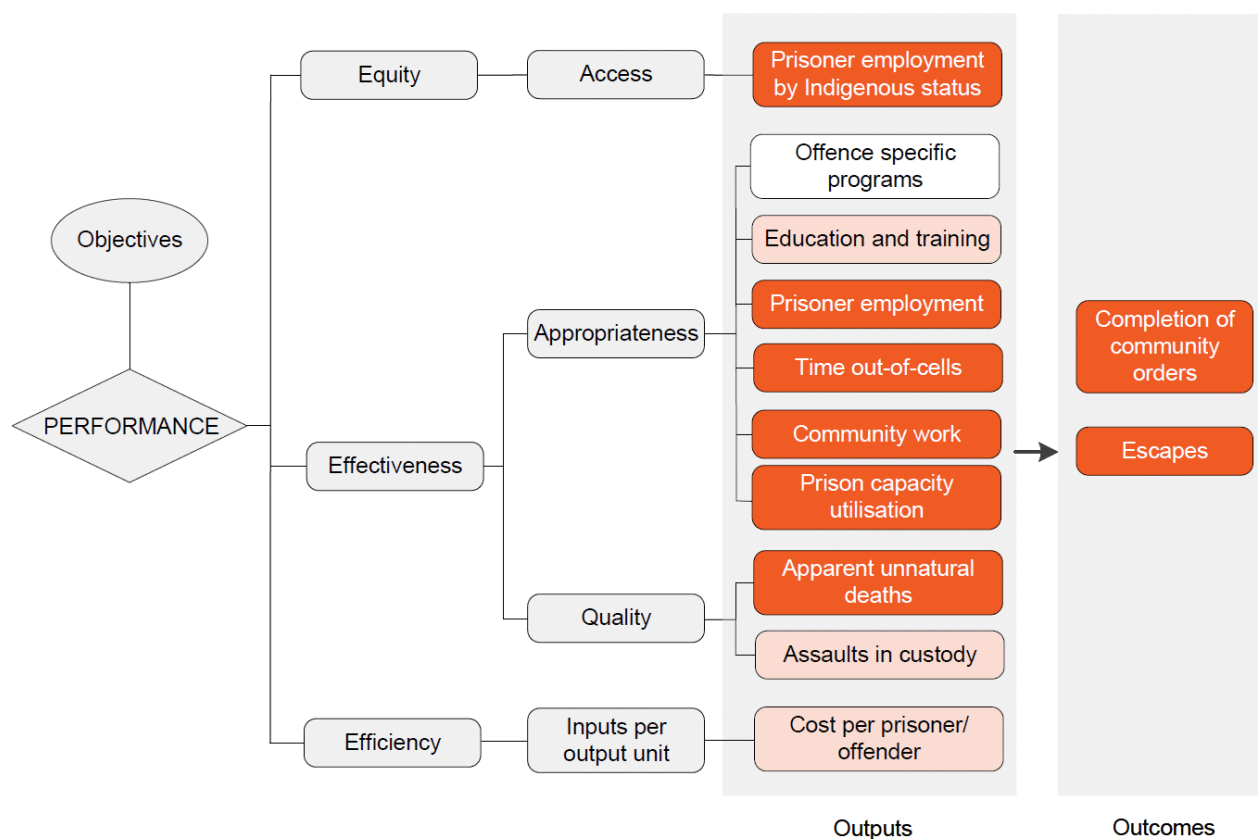 Objectives
PERFORMANCE
Equity
Access
Prisoner employment
by Indigenous status
Effectiveness
Appropriateness
Offence specific
programs
Education and training
Prisoner employment
Time out-of-cells
Community work
Prison capacity
utilisation
Quality
Apparent unnatural
deaths
Assaults in custody
Efficiency
Inputs per
output unit
Cost per prisoner/
offender
Completion of
community
orders
Escapes
Outputs
Outcomes